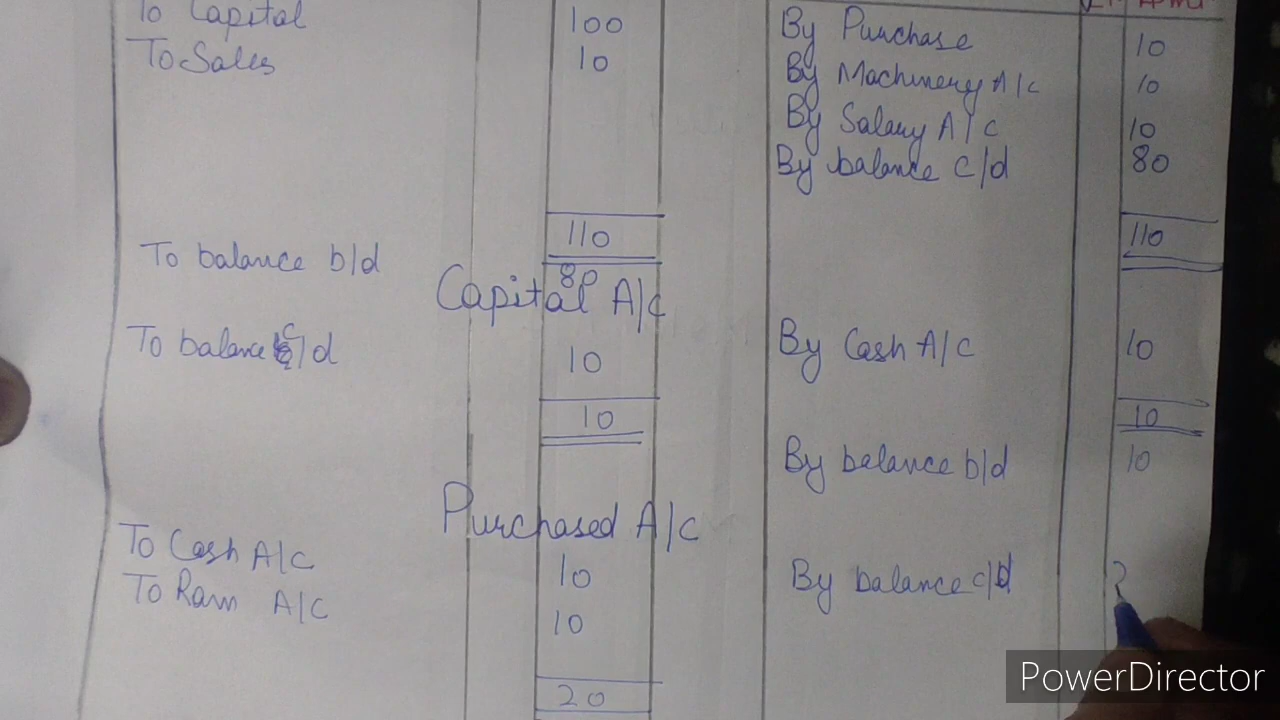 To Capital 100 By Purchase 10
To Sales 10 By Machinery A/c 10
By Salary A/c 10
By balance c/d 80
110 110
To balance b/d 80
Capital A/c
To balance c/d 10 By Cash A/c 10
10 10
By balance b/d 10
Purchased A/c
To Cash A/c 10 By balance c/d
To Ram A/c 10
20
PowerDirector